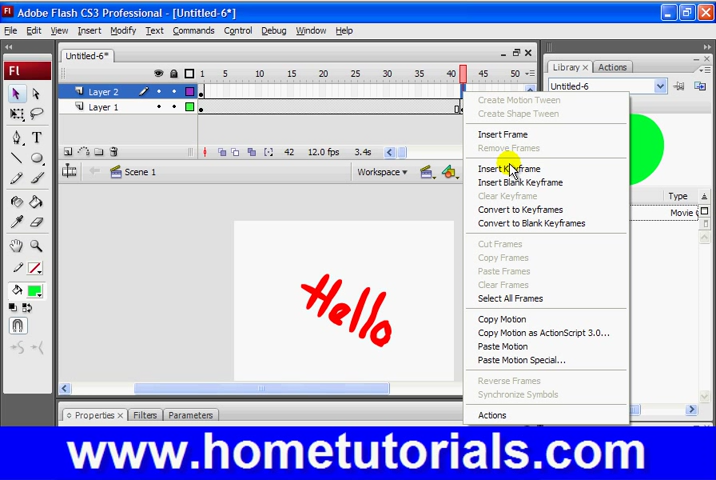 Adobe Flash CS3 Professional - [Untitled-6*]
File Edit View Insert Modify Text Commands Control Debug Window Help
Untitled-6*
Library Actions
1 5 10 15 20 25 30 35 40 45 50
Layer 2
Layer 1
42 12.0 fps 3.4s
Scene 1
Workspace
Untitled-6
Type
Movie
Create Motion Tween
Create Shape Tween
Insert Frame
Remove Frames
Insert Keyframe
Insert Blank Keyframe
Clear Keyframe
Convert to Keyframes
Convert to Blank Keyframes
Cut Frames
Copy Frames
Paste Frames
Clear Frames
Select All Frames
Copy Motion
Copy Motion as ActionScript 3.0...
Paste Motion
Paste Motion Special...
Reverse Frames
Synchronize Symbols
Actions
Hello
Properties Filters Parameters
www.hometutorials.com